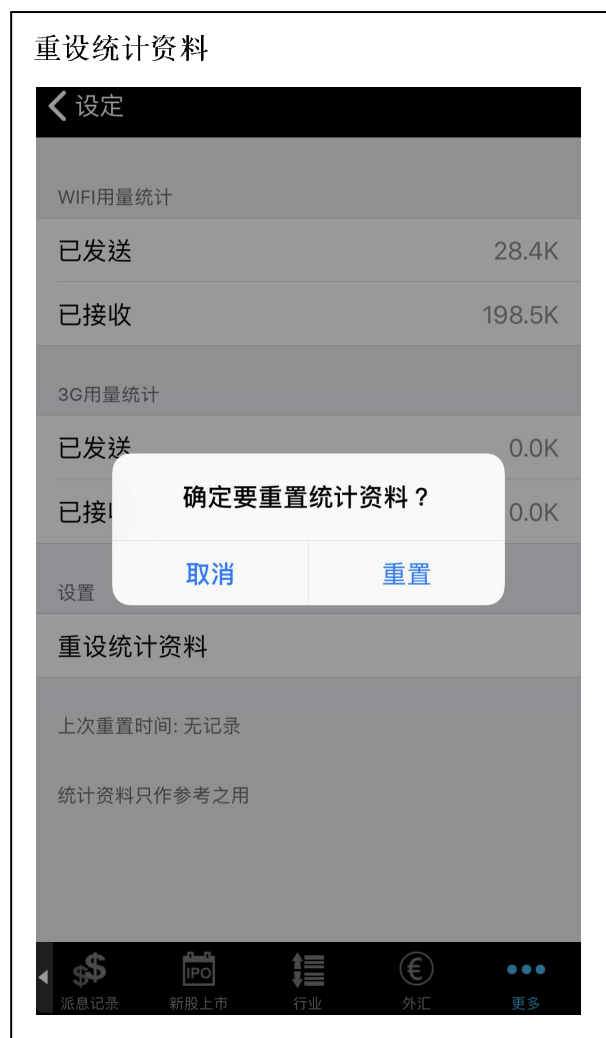 重设统计资料
设定
WIFI用量统计
已发送 28.4K
已接收 198.5K
3G用量统计
已发送 0.0K
已接 0.0K
确定要重置统计资料？
取消 重置
设置
重设统计资料
上次重置时间: 无记录
统计资料只作参考之用
$$ IPO €
派息记录 新股上市 行业 外汇 更多